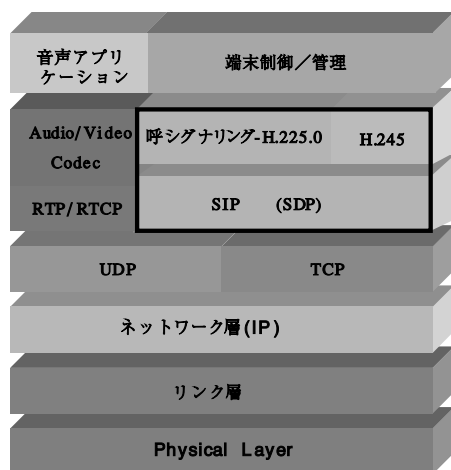 音声アプリ
ケーション
端末制御／管理
Audio/Video
Codec
呼シグナリング-H.225.0
H.245
RTP/RTCP
SIP (SDP)
UDP
TCP
ネットワーク層(IP)
リンク層
Physical Layer